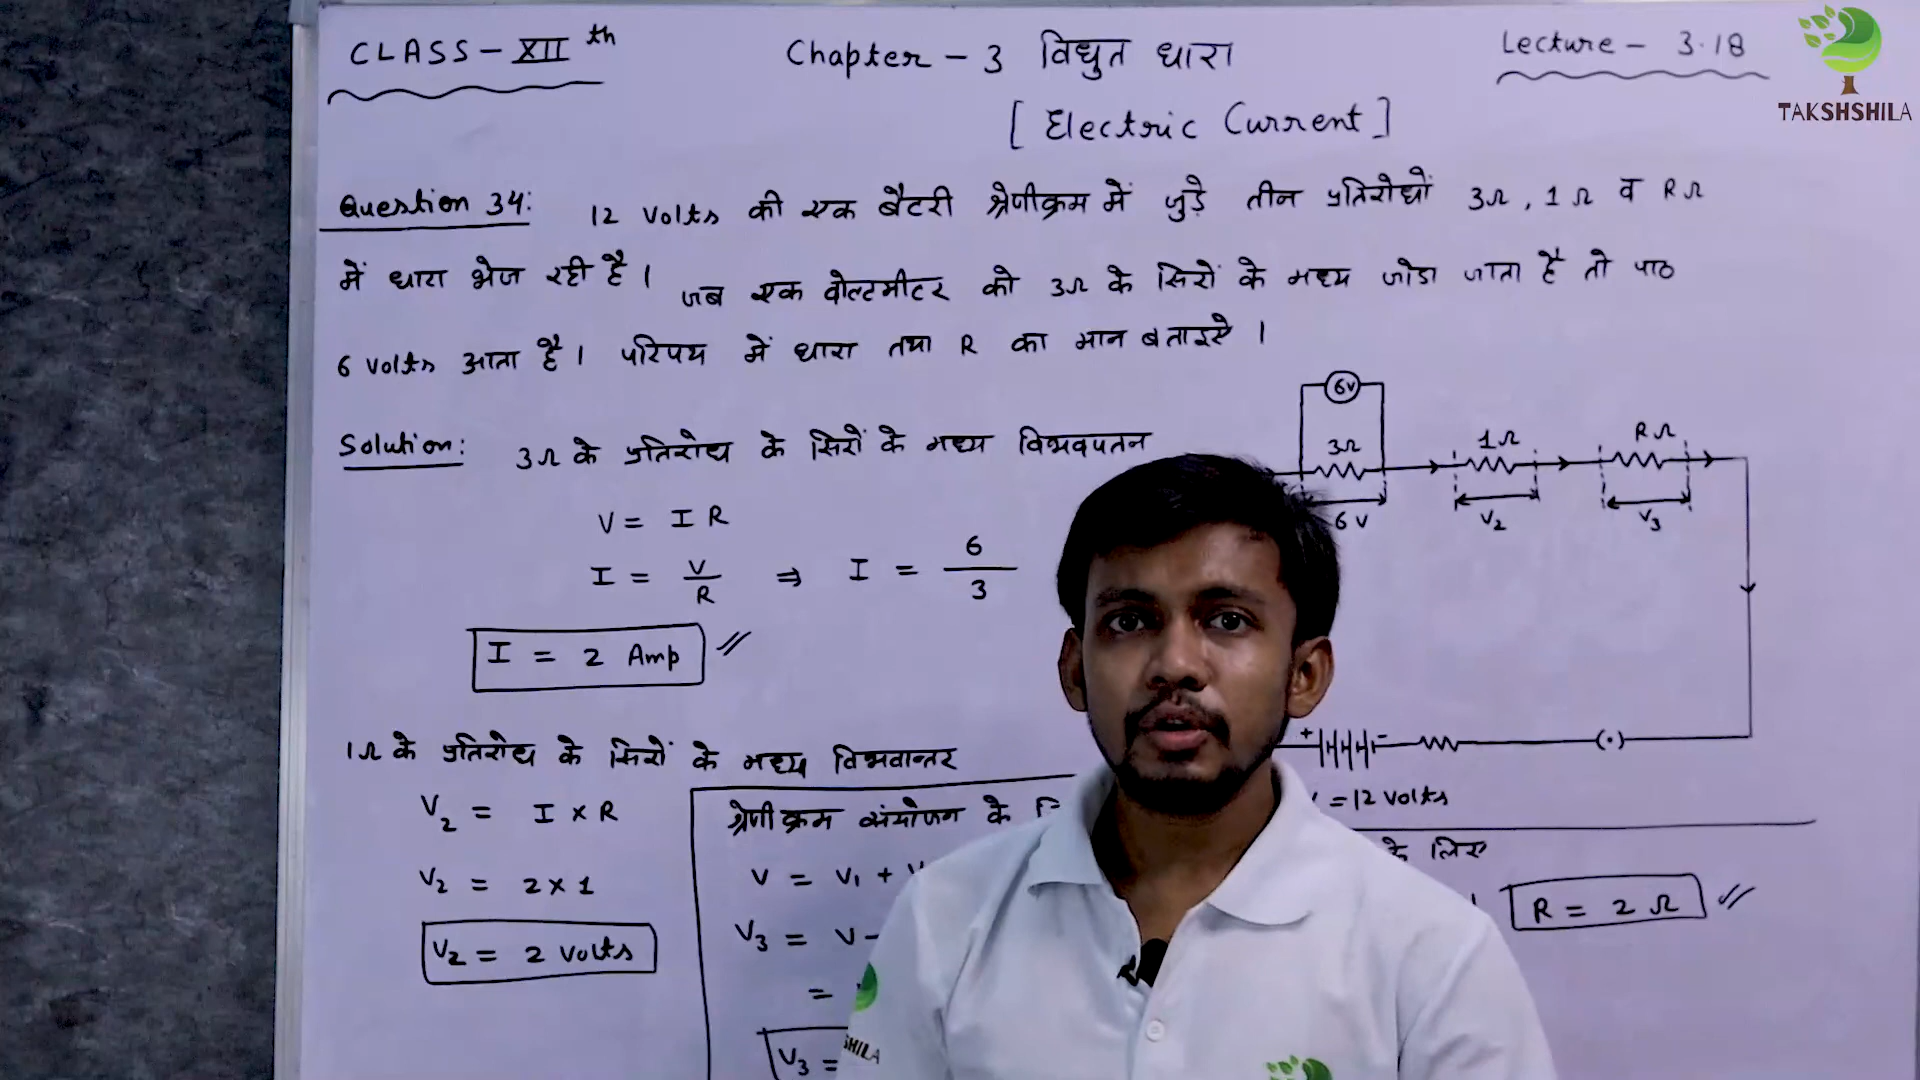 CLASS-XII th
Chapter-3 विद्युत धारा
[Electric Current]
Lecture- 3.18
TAKSHSHILA
Question 34: 12 volts की एक बैटरी श्रेणीक्रम में जुड़े तीन प्रतिरोधों 3Ω, 1Ω व RΩ
में धारा भेज रही है। जब एक वोल्टमीटर को 3Ω के सिरों के मध्य जोडा जाता है तो पाठ
6 volts आता है। परिपथ में धारा तथा R का मान बताइये।
Solution: 3Ω के प्रतिरोध के सिरों के मध्य विभवपतन
V = I R
I = V/R ⇒ I = 6/3
I = 2 Amp
1Ω के प्रतिरोध के सिरों के मध्य विभवान्तर
V2 = I × R
V2 = 2×1
V2 = 2 volts
श्रेणीक्रम संयोजन के
V = V1 +
V3 = V-
=
V3 =
6V
3Ω
1Ω
RΩ
6 V
V2
V3
+ -
(•)
=12 volts
के लिए
R = 2 Ω
SHILA